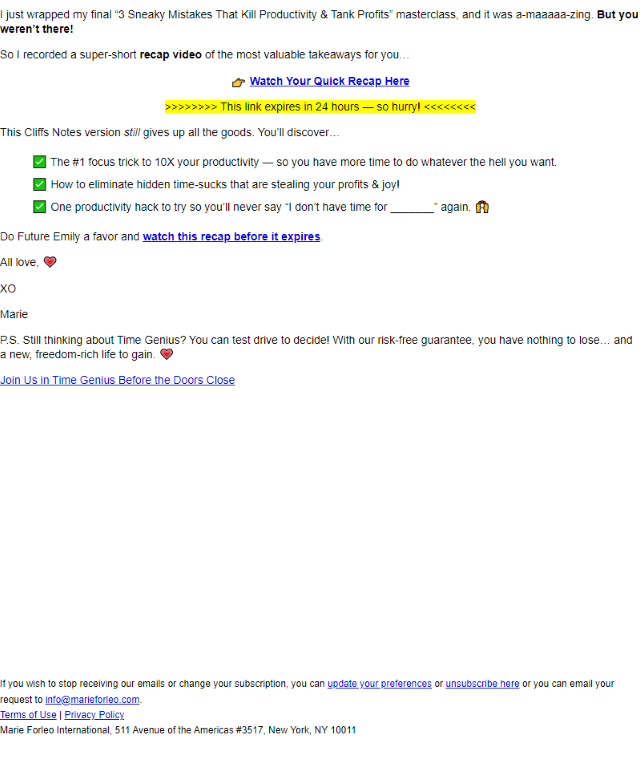 I just wrapped my final “3 Sneaky Mistakes That Kill Productivity & Tank Profits” masterclass, and it was a-maaaaa-zing. But you
weren’t there!
So I recorded a super-short recap video of the most valuable takeaways for you…
👉 Watch Your Quick Recap Here
>>>>>>>> This link expires in 24 hours — so hurry! <<<<<<<<
This Cliffs Notes version still gives up all the goods. You’ll discover…
✅ The #1 focus trick to 10X your productivity — so you have more time to do whatever the hell you want.
✅ How to eliminate hidden time-sucks that are stealing your profits & joy!
✅ One productivity hack to try so you’ll never say “I don’t have time for _______” again. 🙌
Do Future Emily a favor and watch this recap before it expires.
All love, 💗
XO
Marie
P.S. Still thinking about Time Genius? You can test drive to decide! With our risk-free guarantee, you have nothing to lose… and
a new, freedom-rich life to gain. 💗
Join Us in Time Genius Before the Doors Close
If you wish to stop receiving our emails or change your subscription, you can update your preferences or unsubscribe here or you can email your
request to info@marieforleo.com.
Terms of Use | Privacy Policy
Marie Forleo International, 511 Avenue of the Americas #3517, New York, NY 10011